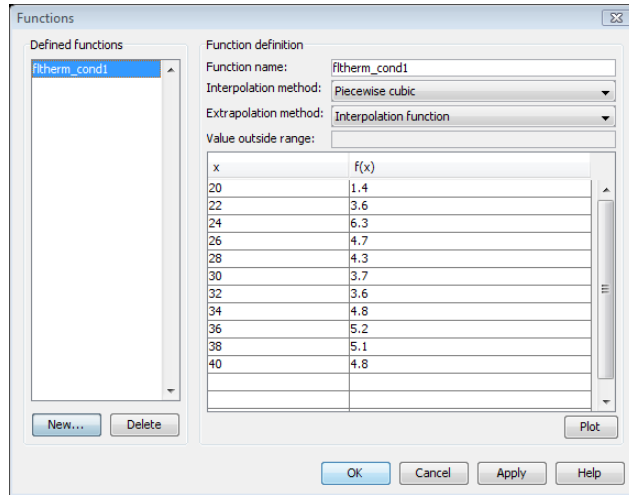 Functions
Defined functions
fltherm_cond1
New...
Delete
Function definition
Function name: fltherm_cond1
Interpolation method: Piecewise cubic
Extrapolation method: Interpolation function
Value outside range:
x f(x)
20 1.4
22 3.6
24 6.3
26 4.7
28 4.3
30 3.7
32 3.6
34 4.8
36 5.2
38 5.1
40 4.8
Plot
OK Cancel Apply Help